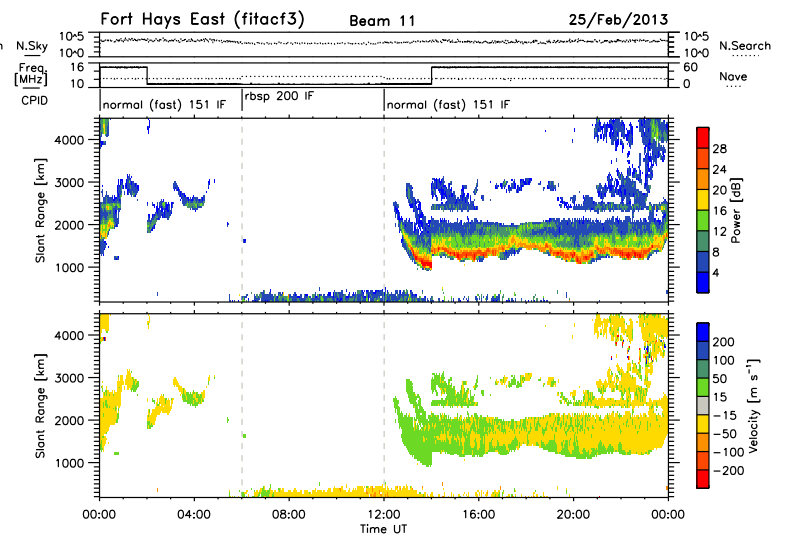 Fort Hays East (fitacf3) Beam 11 25/Feb/2013
n N.Sky 10^5 10^0 10^5 10^0 N.Search
Freq. [MHz] 16 10 60 0 Nave
CPID normal (fast) 151 IF rbsp 200 IF normal (fast) 151 IF
Slant Range [km]
4000
3000
2000
1000
28
24
20
16
12
8
4
Power [dB]
Slant Range [km]
4000
3000
2000
1000
200
100
50
15
-15
-50
-100
-200
Velocity [m s⁻¹]
00:00 04:00 08:00 12:00 16:00 20:00 00:00
Time UT